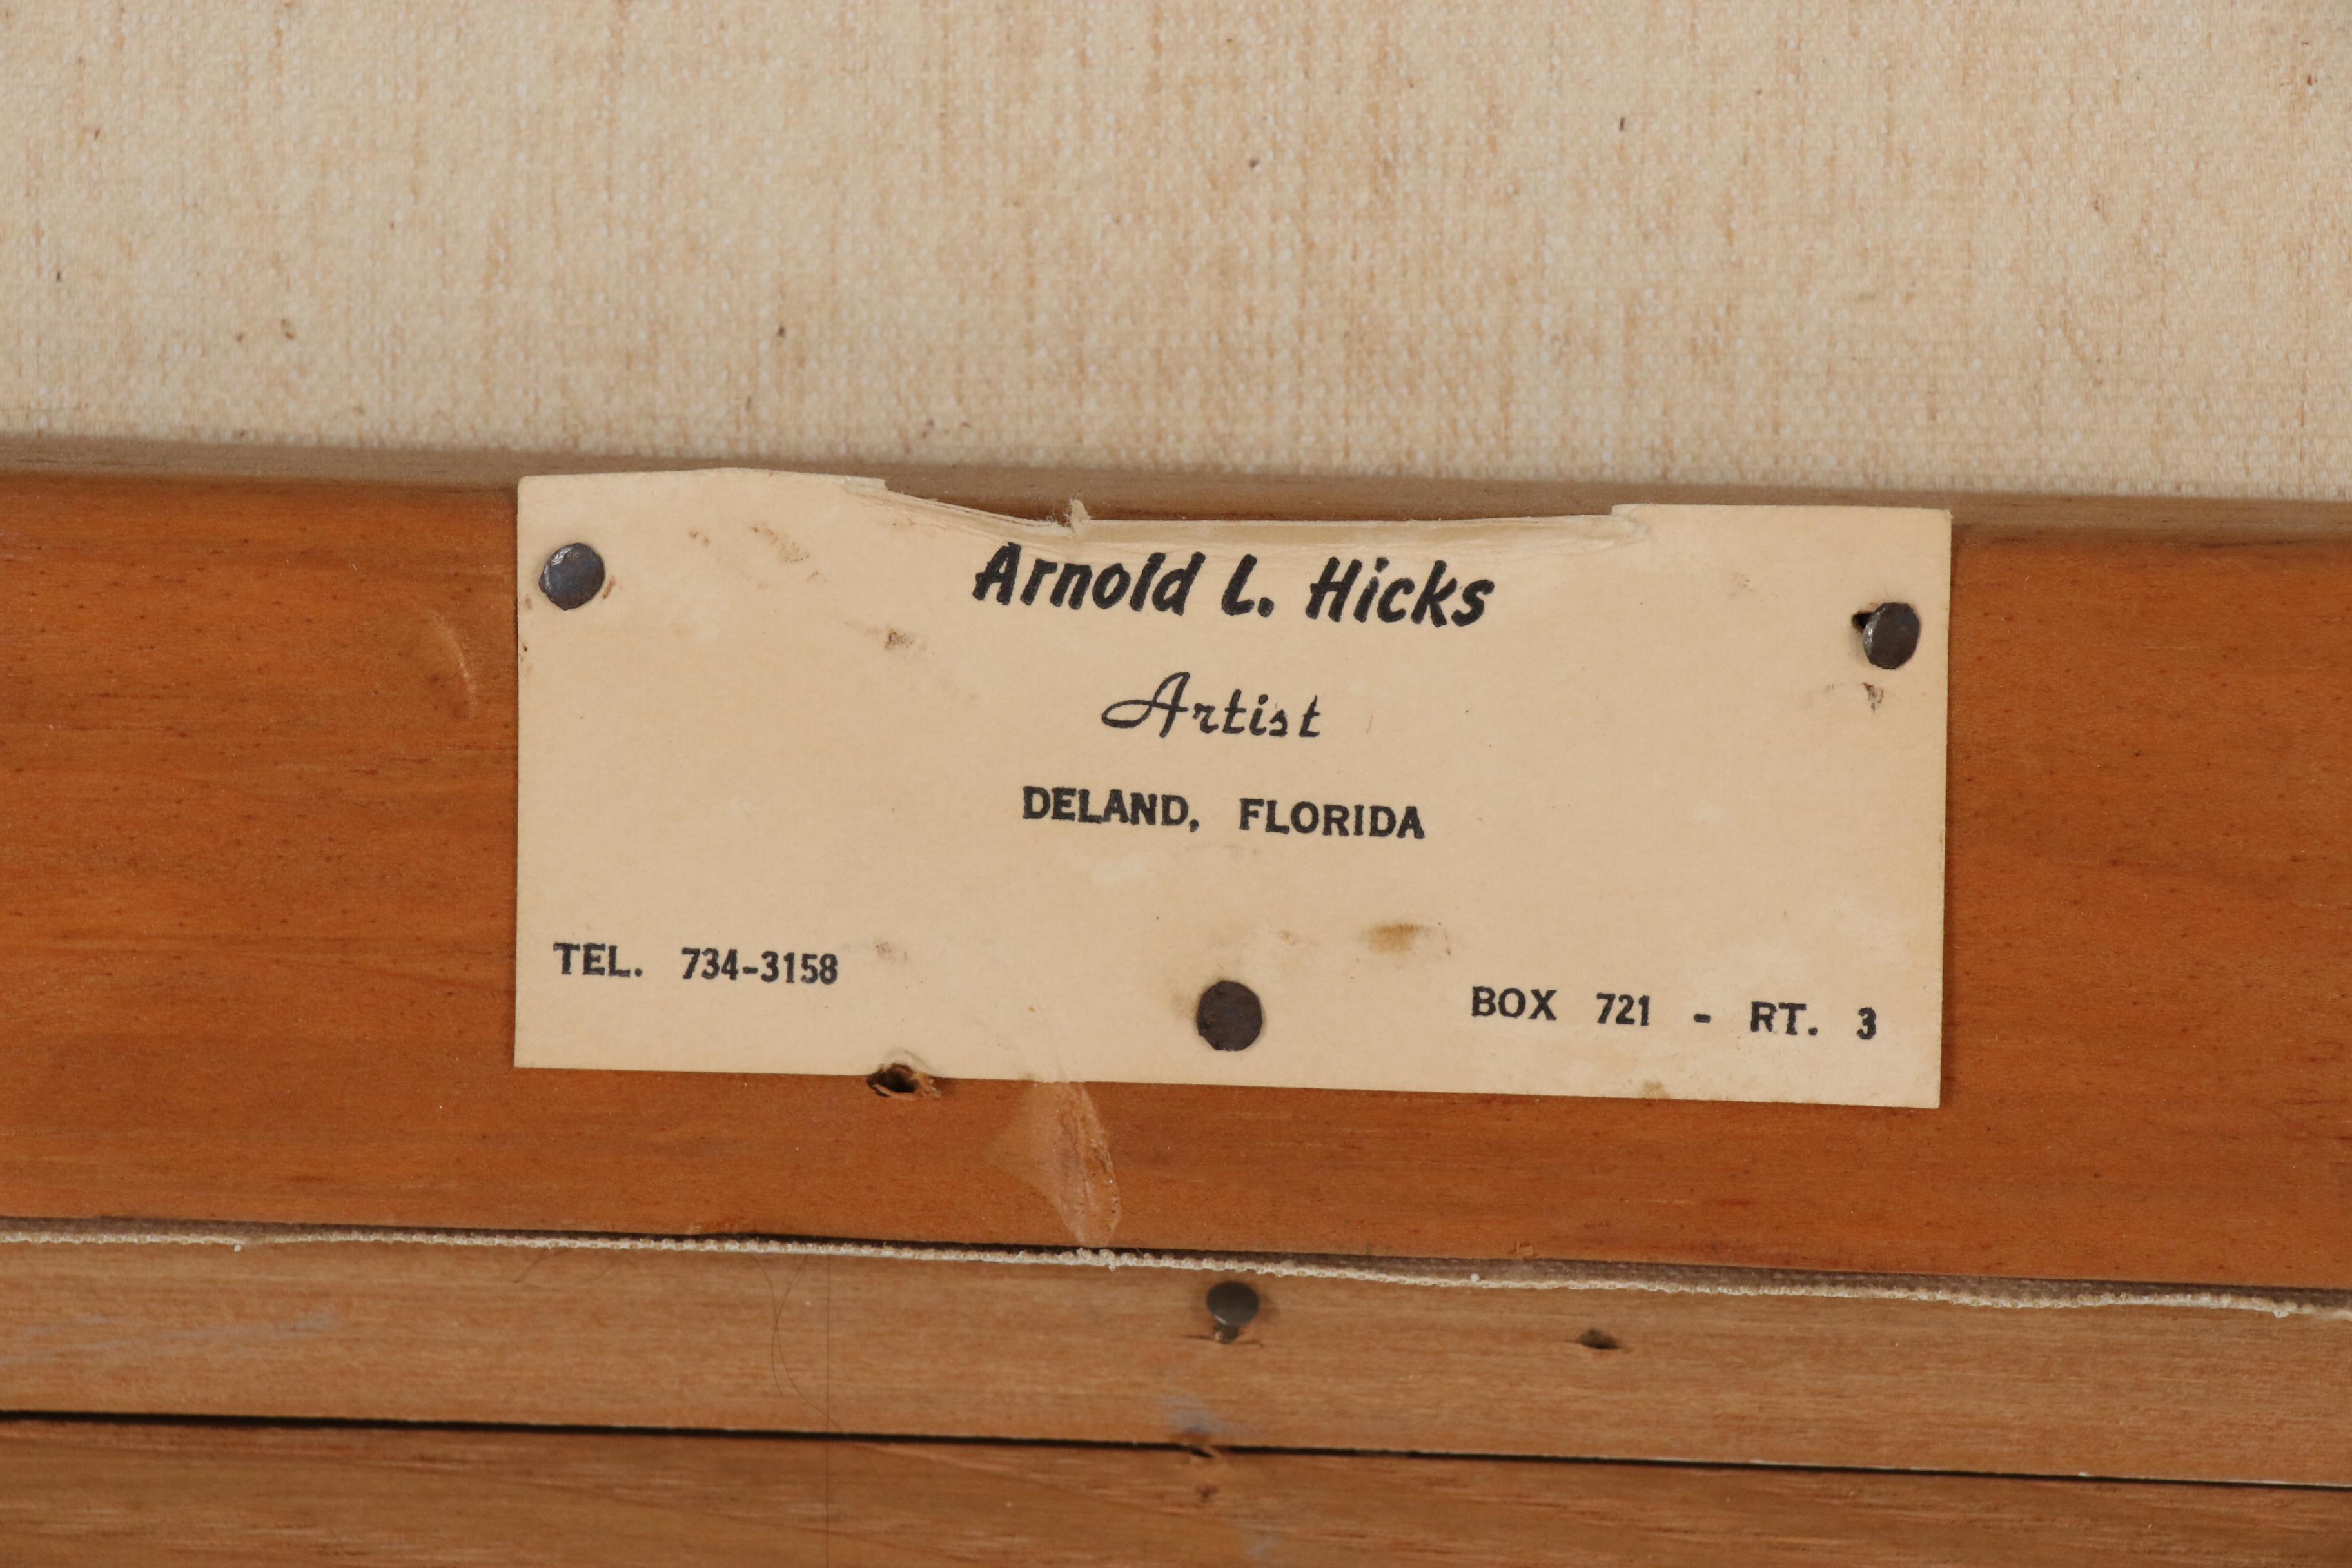 Arnold L. Hicks
Artist
DELAND, FLORIDA
TEL. 734-3158
BOX 721 - RT. 3